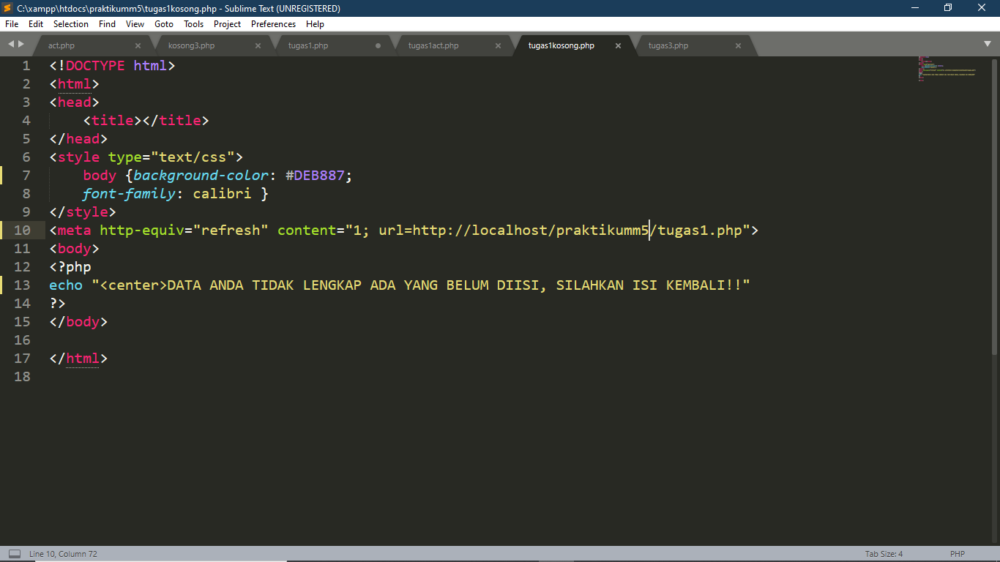 C:\xampp\htdocs\praktikumm5\tugas1kosong.php - Sublime Text (UNREGISTERED)
File Edit Selection Find View Goto Tools Project Preferences Help
act.php kosong3.php tugas1.php tugas1act.php tugas1kosong.php tugas3.php
1 <!DOCTYPE html>
2 <html>
3 <head>
4     <title></title>
5 </head>
6 <style type="text/css">
7     body {background-color: #DEB887;
8     font-family: calibri }
9 </style>
10 <meta http-equiv="refresh" content="1; url=http://localhost/praktikumm5/tugas1.php">
11 <body>
12 <?php
13 echo "<center>DATA ANDA TIDAK LENGKAP ADA YANG BELUM DIISI, SILAHKAN ISI KEMBALI!!"
14 ?>
15 </body>
16
17 </html>
18
Line 10, Column 72 Tab Size: 4 PHP